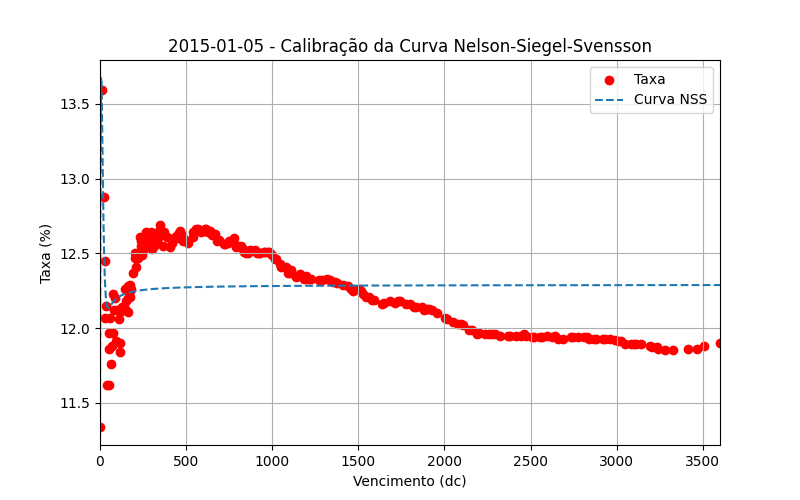 2015-01-05 - Calibração da Curva Nelson-Siegel-Svensson
Taxa
Curva NSS
13.5
13.0
12.5
12.0
11.5
Taxa (%)
0 500 1000 1500 2000 2500 3000 3500
Vencimento (dc)